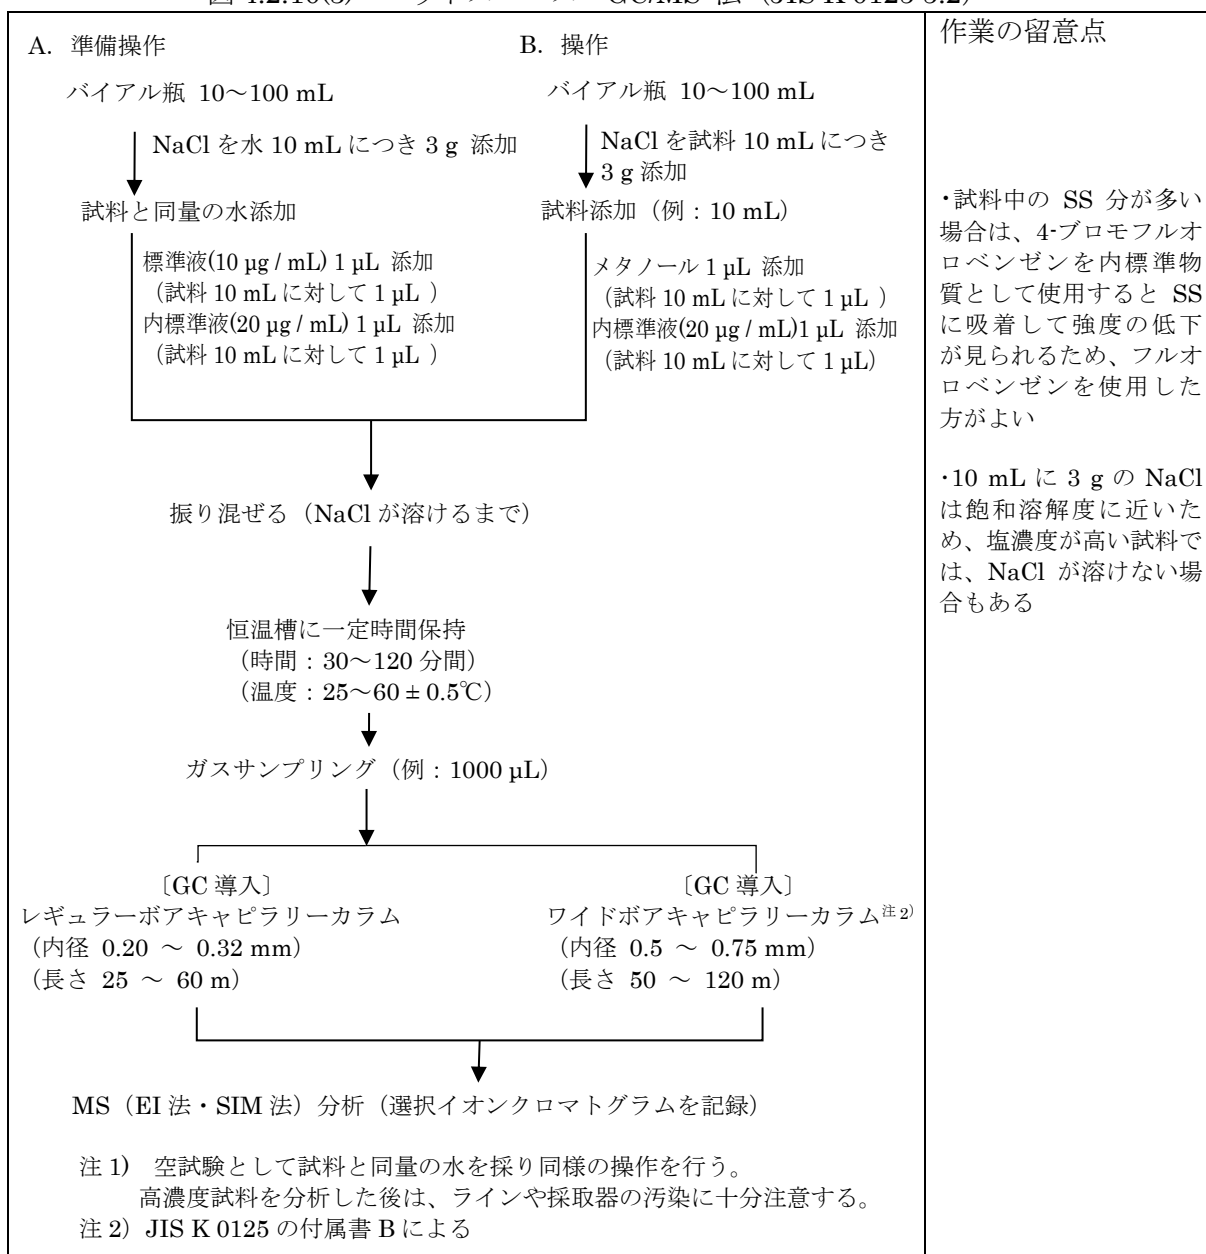 A. 準備操作
バイアル瓶 10～100 mL
NaCl を水 10 mL につき 3 g 添加
試料と同量の水添加
標準液(10 µg / mL) 1 µL 添加
（試料 10 mL に対して 1 µL ）
内標準液(20 µg / mL) 1 µL 添加
（試料 10 mL に対して 1 µL ）
B. 操作
バイアル瓶 10～100 mL
NaCl を試料 10 mL につき
3 g 添加
試料添加（例：10 mL）
メタノール 1 µL 添加
（試料 10 mL に対して 1 µL ）
内標準液(20 µg / mL)1 µL 添加
（試料 10 mL に対して 1 µL）
振り混ぜる（NaCl が溶けるまで）
恒温槽に一定時間保持
（時間：30～120 分間）
（温度：25～60 ± 0.5℃）
ガスサンプリング（例：1000 µL）
〔GC 導入〕
レギュラーボアキャピラリーカラム
（内径 0.20 ～ 0.32 mm）
（長さ 25 ～ 60 m）
〔GC 導入〕
ワイドボアキャピラリーカラム注 2)
（内径 0.5 ～ 0.75 mm）
（長さ 50 ～ 120 m）
MS（EI 法・SIM 法）分析（選択イオンクロマトグラムを記録）
注 1) 空試験として試料と同量の水を採り同様の操作を行う。
高濃度試料を分析した後は、ラインや採取器の汚染に十分注意する。
注 2) JIS K 0125 の付属書 B による
作業の留意点
・試料中の SS 分が多い
場合は、4-ブロモフルオ
ロベンゼンを内標準物
質として使用すると SS
に吸着して強度の低下
が見られるため、フルオ
ロベンゼンを使用した
方がよい
・10 mL に 3 g の NaCl
は飽和溶解度に近いた
め、塩濃度が高い試料で
は、NaCl が溶けない場
合もある